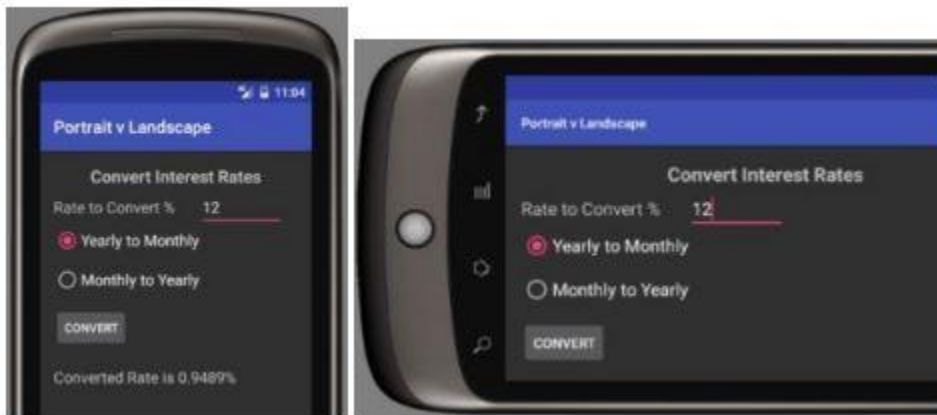 11:04
Portrait v Landscape
Convert Interest Rates
Rate to Convert % 12
Yearly to Monthly
Monthly to Yearly
CONVERT
Converted Rate is 0.9489%
Portrait v Landscape
Convert Interest Rates
Rate to Convert % 12
Yearly to Monthly
Monthly to Yearly
CONVERT